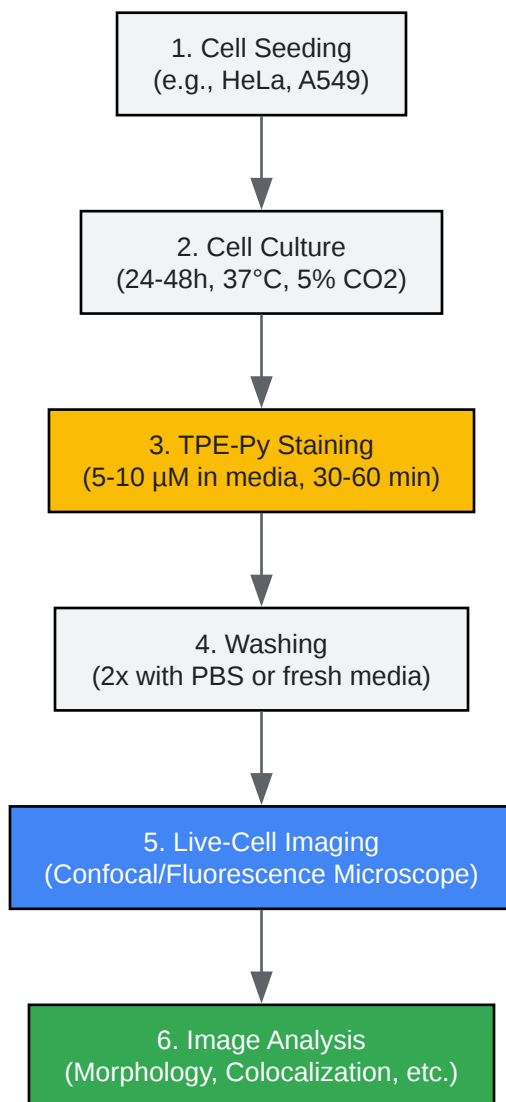 1. Cell Seeding
(e.g., HeLa, A549)
2. Cell Culture
(24-48h, 37°C, 5% CO2)
3. TPE-Py Staining
(5-10 µM in media, 30-60 min)
4. Washing
(2x with PBS or fresh media)
5. Live-Cell Imaging
(Confocal/Fluorescence Microscope)
6. Image Analysis
(Morphology, Colocalization, etc.)